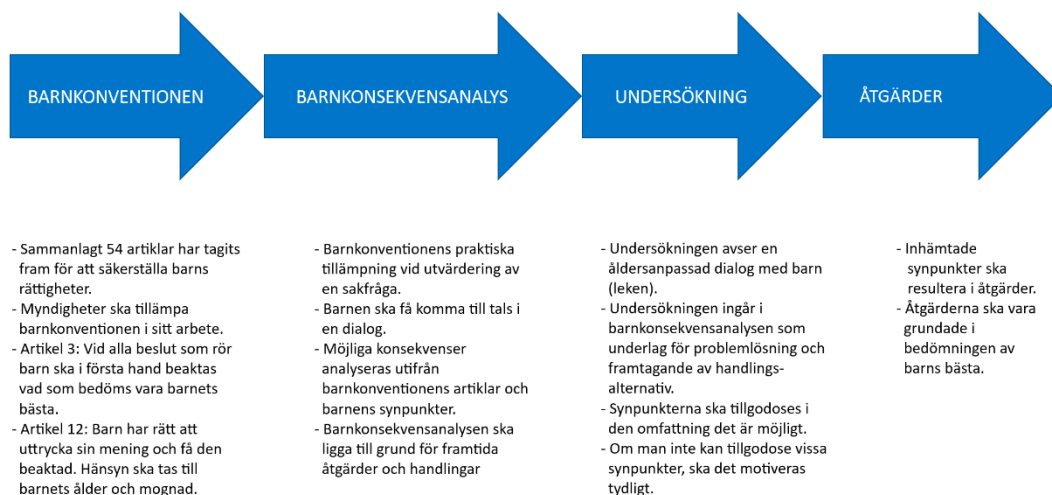 BARNKONVENTIONEN
BARNKONSEKVENSANALYS
UNDERSÖKNING
ÅTGÄRDER
- Sammanlagt 54 artiklar har tagits
fram för att säkerställa barns
rättigheter.
- Myndigheter ska tillämpa
barnkonventionen i sitt arbete.
- Artikel 3: Vid alla beslut som rör
barn ska i första hand beaktas
vad som bedöms vara barnets
bästa.
- Artikel 12: Barn har rätt att
uttrycka sin mening och få den
beaktad. Hänsyn ska tas till
barnets ålder och mognad.
- Barnkonventionens praktiska
tillämpning vid utvärdering av
en sakfråga.
- Barnen ska få komma till tals i
en dialog.
- Möjliga konsekvenser
analyseras utifrån
barnkonventionens artiklar och
barnens synpunkter.
- Barnkonsekvensanalysen ska
ligga till grund för framtida
åtgärder och handlingar
- Undersökningen avser en
åldersanpassad dialog med barn
(leken).
- Undersökningen ingår i
barnkonsekvensanalysen som
underlag för problemlösning och
framtagande av handlings-
alternativ.
- Synpunkterna ska tillgodoses i
den omfattning det är möjligt.
- Om man inte kan tillgodose vissa
synpunkter, ska det motiveras
tydligt.
- Inhämtade
synpunkter ska
resultera i åtgärder.
- Åtgärderna ska vara
grundade i
bedömningen av
barns bästa.